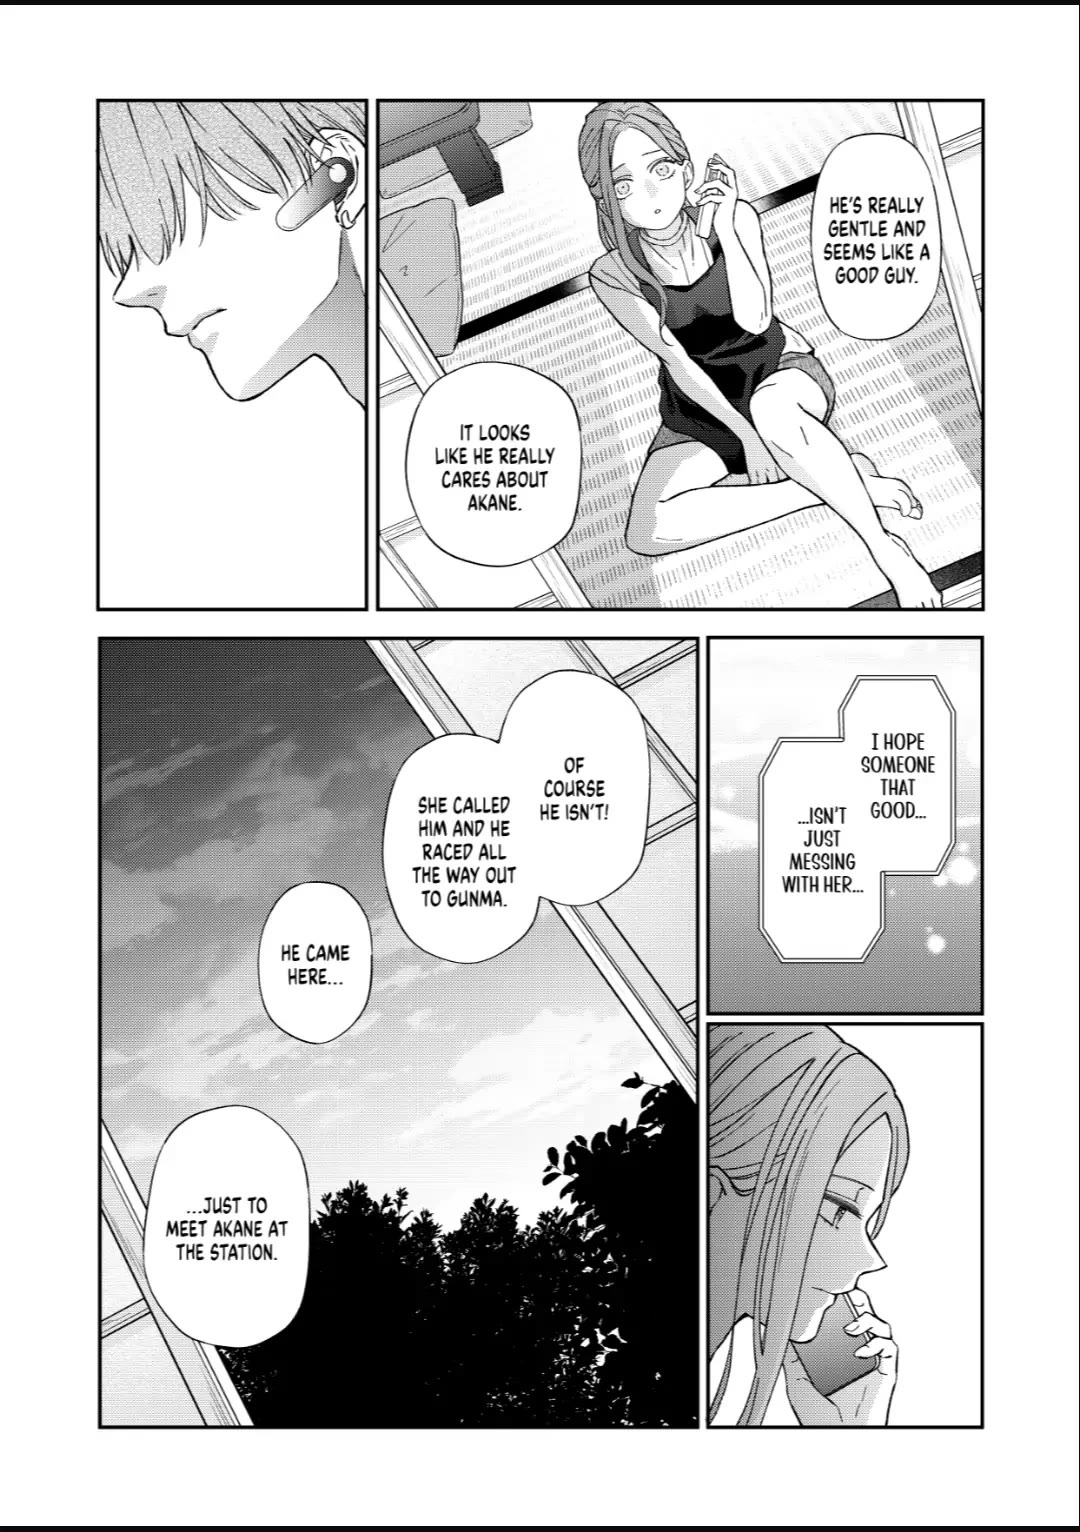 HE'S REALLY
GENTLE AND
SEEMS LIKE A
GOOD GUY.
IT LOOKS
LIKE HE REALLY
CARES ABOUT
AKANE.
I HOPE
SOMEONE
THAT
GOOD...
...ISN'T
JUST
MESSING
WITH HER...
OF
COURSE
HE ISN'T!
SHE CALLED
HIM AND HE
RACED ALL
THE WAY OUT
TO GUNMA.
HE CAME
HERE...
...JUST TO
MEET AKANE AT
THE STATION.